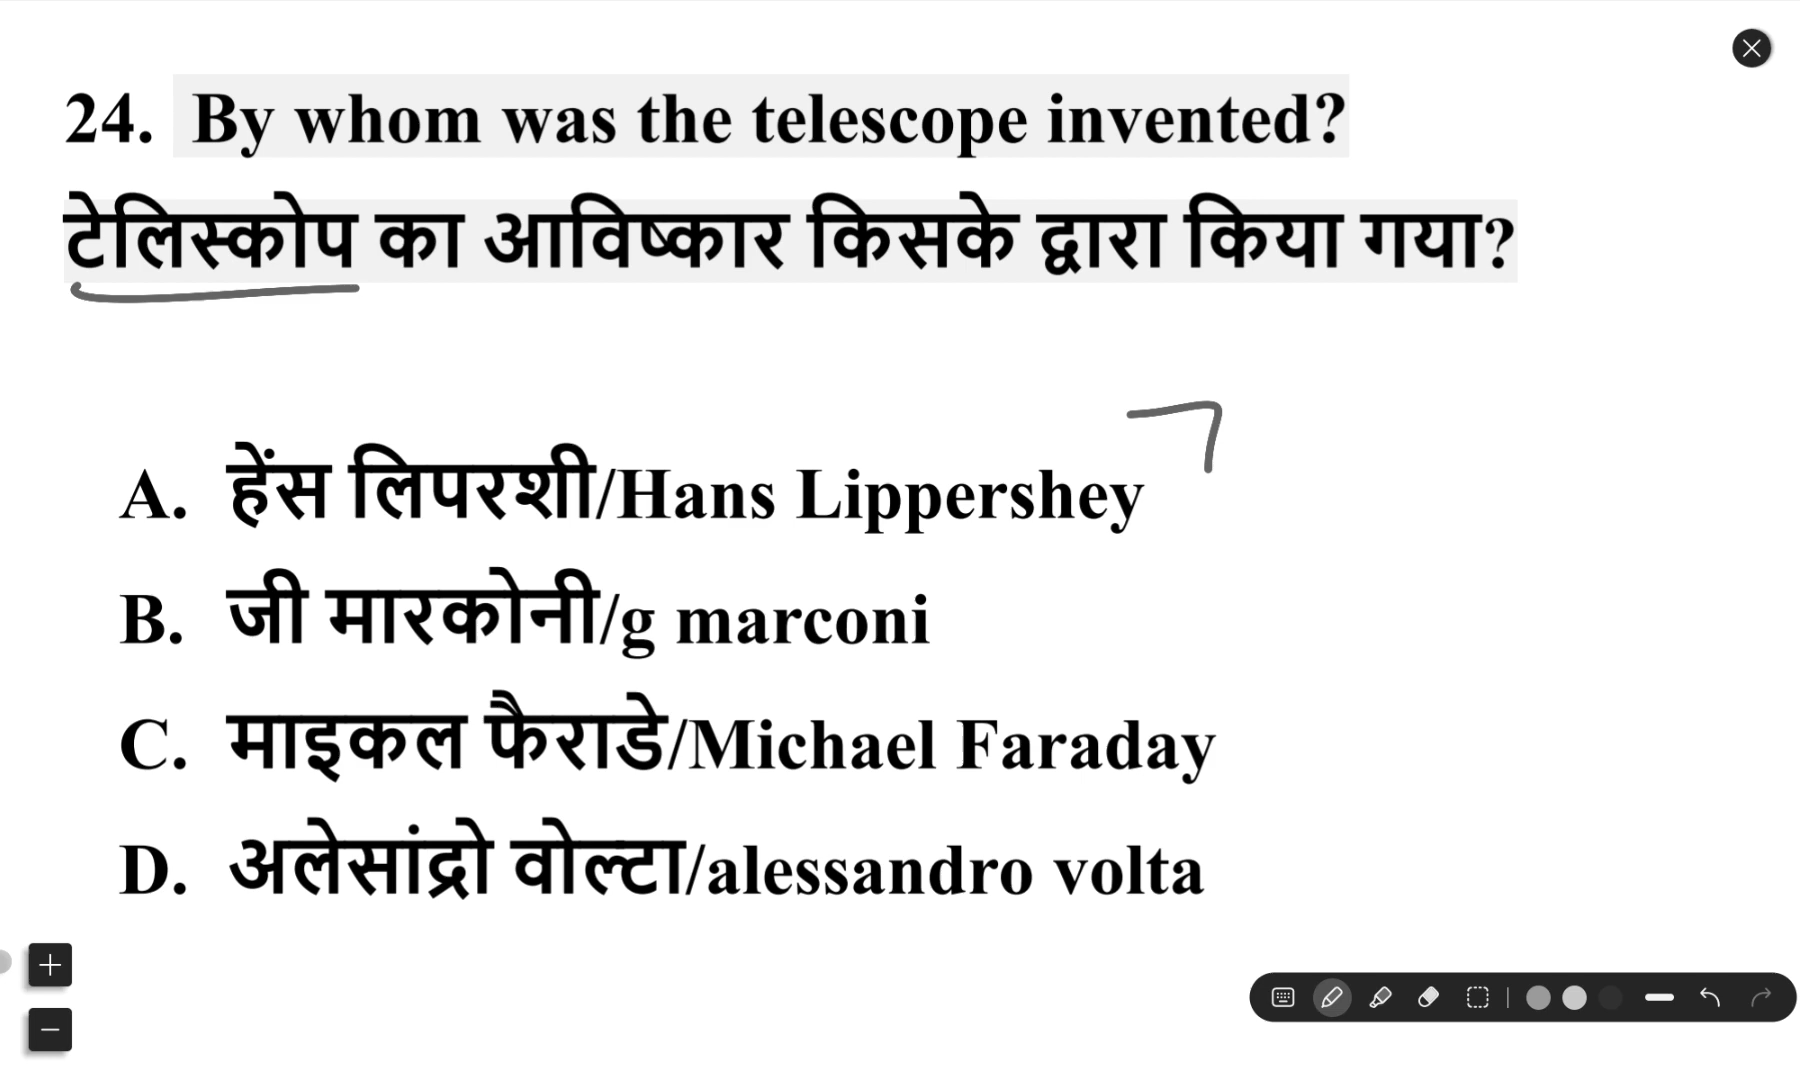 24. By whom was the telescope invented?
टेलिस्कोप का आविष्कार किसके द्वारा किया गया?
A. हेंस लिपरशी/Hans Lippershey
B. जी मारकोनी/g marconi
C. माइकल फैराडे/Michael Faraday
D. अलेसांद्रो वोल्टा/alessandro volta